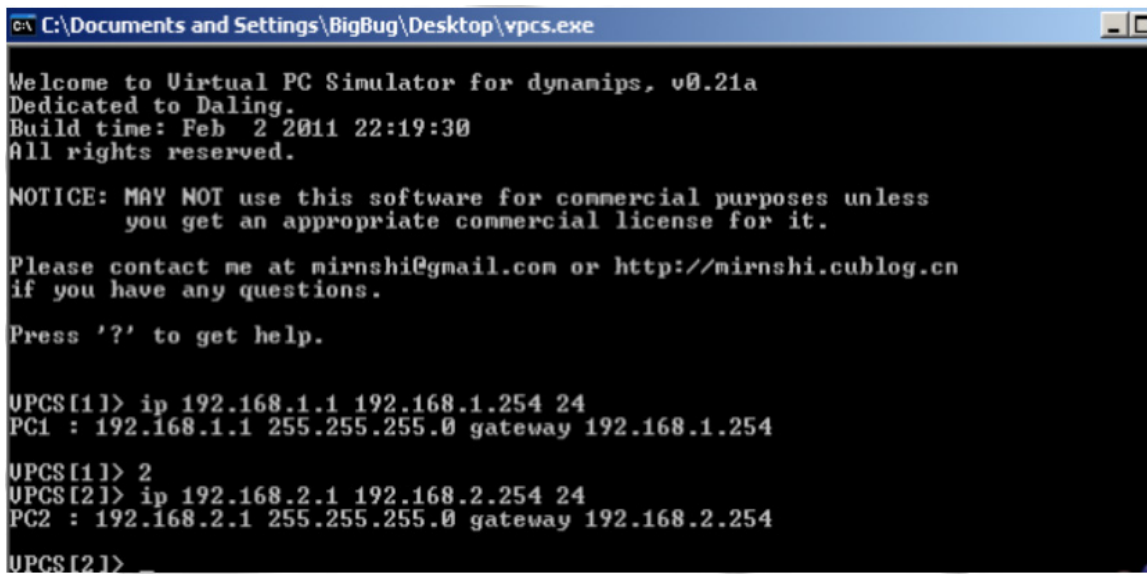 C:\Documents and Settings\BigBug\Desktop\vpcs.exe
Welcome to Virtual PC Simulator for dynamips, v0.21a
Dedicated to Daling.
Build time: Feb  2 2011 22:19:30
All rights reserved.
NOTICE: MAY NOT use this software for commercial purposes unless
you get an appropriate commercial license for it.
Please contact me at mirnshi@gmail.com or http://mirnshi.cublog.cn
if you have any questions.
Press '?' to get help.
VPCS[1]> ip 192.168.1.1 192.168.1.254 24
PC1 : 192.168.1.1 255.255.255.0 gateway 192.168.1.254
VPCS[1]> 2
VPCS[2]> ip 192.168.2.1 192.168.2.254 24
PC2 : 192.168.2.1 255.255.255.0 gateway 192.168.2.254
VPCS[2]> _